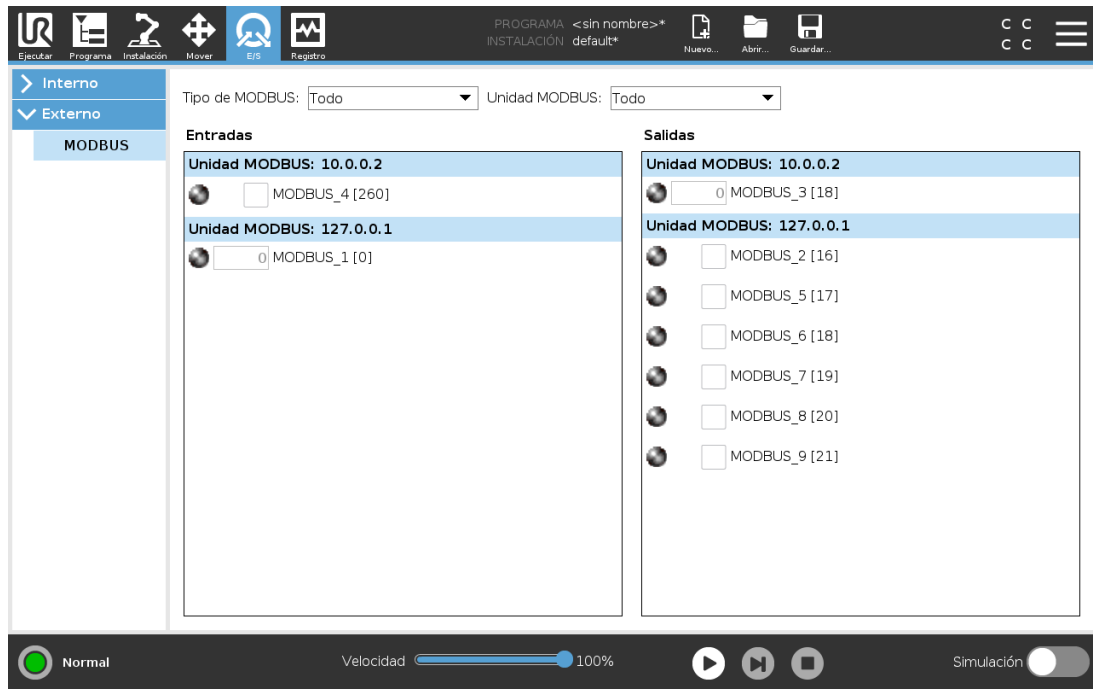 UR
PROGRAMA <sin nombre>*
INSTALACIÓN default*
Ejecutar Programa Instalación Mover E/S Registro
Nuevo... Abrir... Guardar...
C C
C C
Interno
Externo
MODBUS
Tipo de MODBUS: Todo Unidad MODBUS: Todo
Entradas
Unidad MODBUS: 10.0.0.2
MODBUS_4 [260]
Unidad MODBUS: 127.0.0.1
0 MODBUS_1 [0]
Salidas
Unidad MODBUS: 10.0.0.2
0 MODBUS_3 [18]
Unidad MODBUS: 127.0.0.1
MODBUS_2 [16]
MODBUS_5 [17]
MODBUS_6 [18]
MODBUS_7 [19]
MODBUS_8 [20]
MODBUS_9 [21]
Normal
Velocidad 100%
Simulación